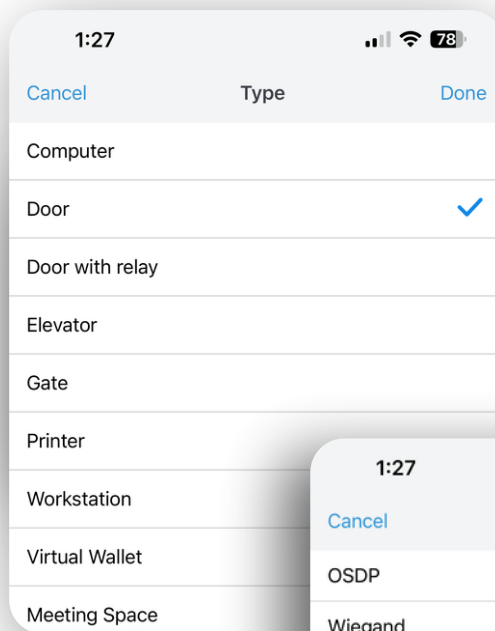 1:27 78
Cancel Type Done
Computer
Door
Door with relay
Elevator
Gate
Printer
Workstation
Virtual Wallet
Meeting Space
1:27
Cancel
OSDP
Wiegand